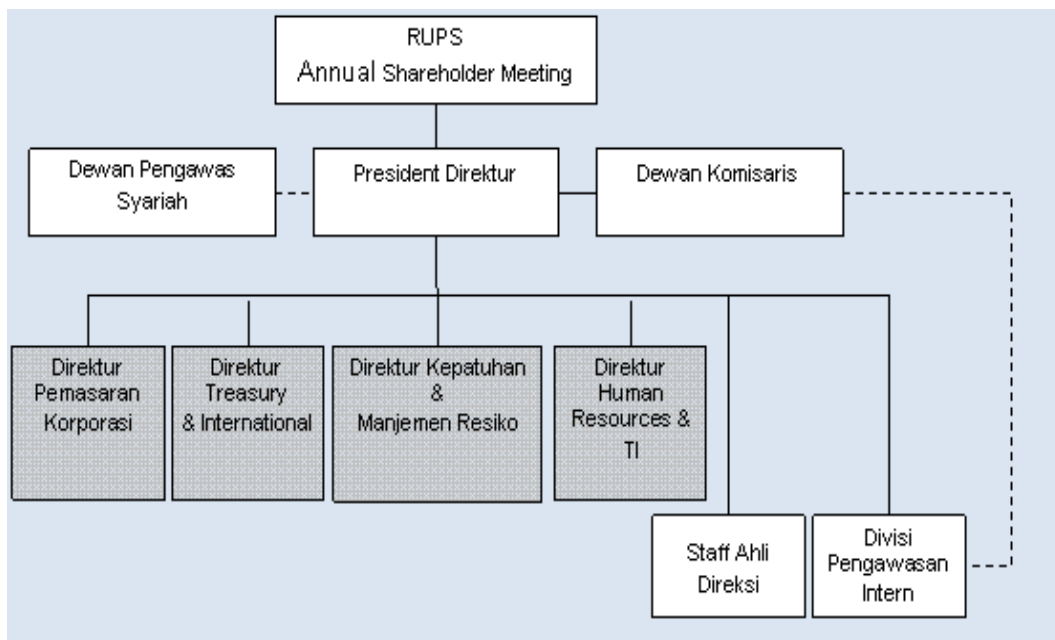 RUPS
Annual Shareholder Meeting
Dewan Pengawas
Syariah
President Direktur
Dewan Komisaris
Direktur
Pemasaran
Korporasi
Direktur
Treasury
& International
Direktur Kepatuhan
&
Manjemen Resiko
Direktur
Human
Resources &
TI
Staff Ahli
Direksi
Divisi
Pengawasan
Intern